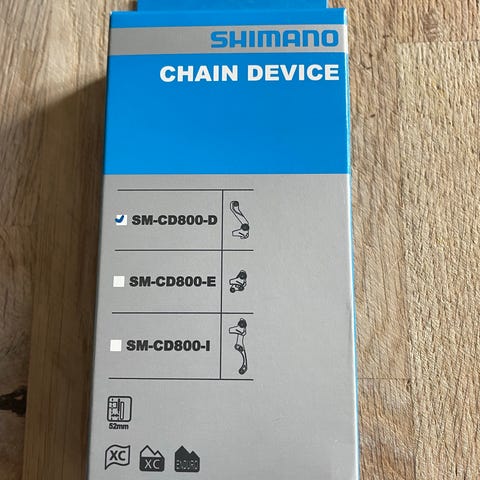 SHIMANO
CHAIN DEVICE
SM-CD800-D
SM-CD800-E
SM-CD800-I
52mm
XC
XC
ENDURO